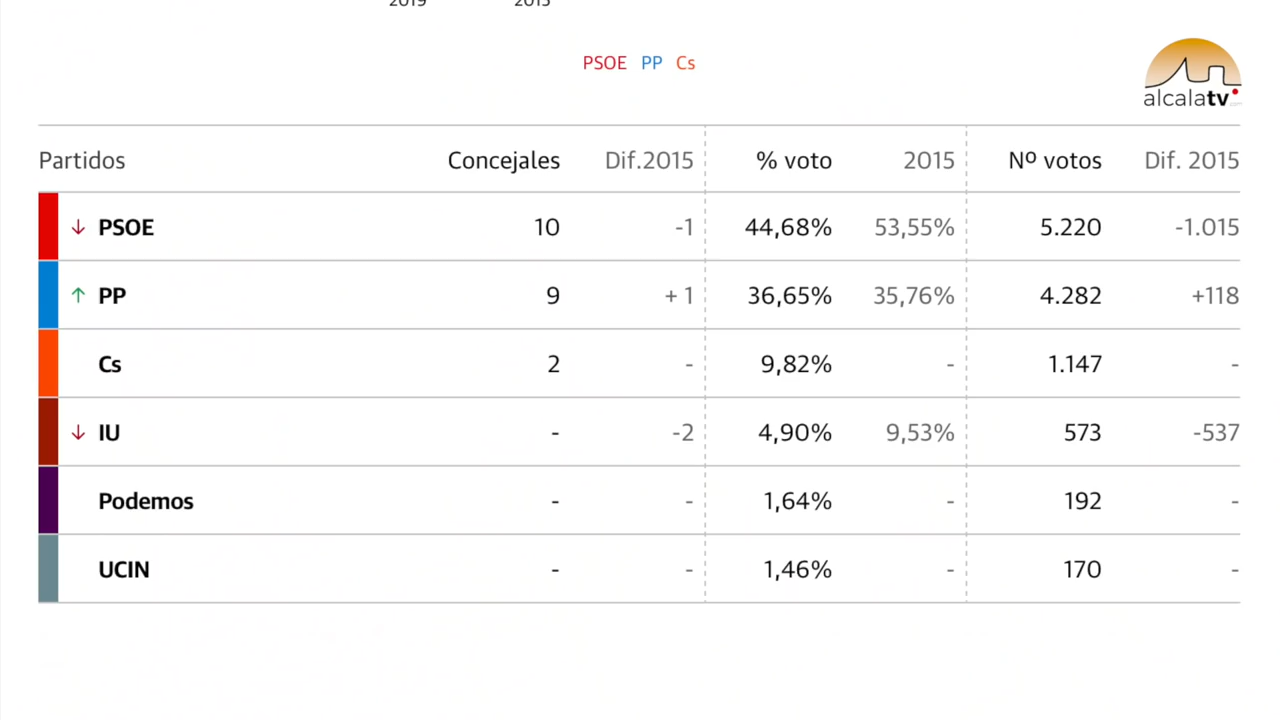 2019 2015
PSOE PP Cs
alcalatv
Partidos Concejales Dif.2015 % voto 2015 Nº votos Dif. 2015
↓ PSOE 10 -1 44,68% 53,55% 5.220 -1.015
↑ PP 9 + 1 36,65% 35,76% 4.282 +118
Cs 2 - 9,82% - 1.147 -
↓ IU - -2 4,90% 9,53% 573 -537
Podemos - - 1,64% - 192 -
UCIN - - 1,46% - 170 -